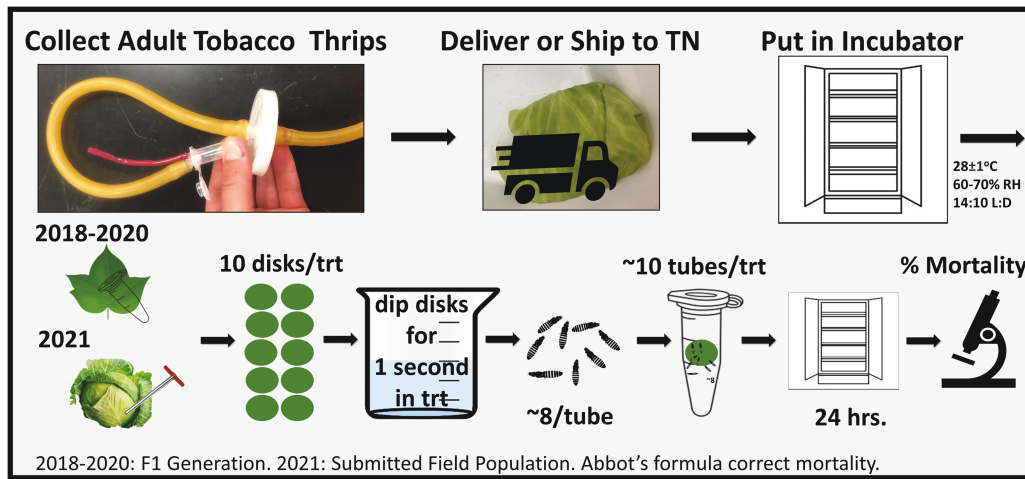 Collect Adult Tobacco Thrips
Deliver or Ship to TN
Put in Incubator
28±1ºC
60-70% RH
14:10 L:D
2018-2020
2021
10 disks/trt
dip disks
for
1 second
in trt
~8/tube
~10 tubes/trt
~8
24 hrs.
% Mortality
2018-2020: F1 Generation. 2021: Submitted Field Population. Abbot’s formula correct mortality.